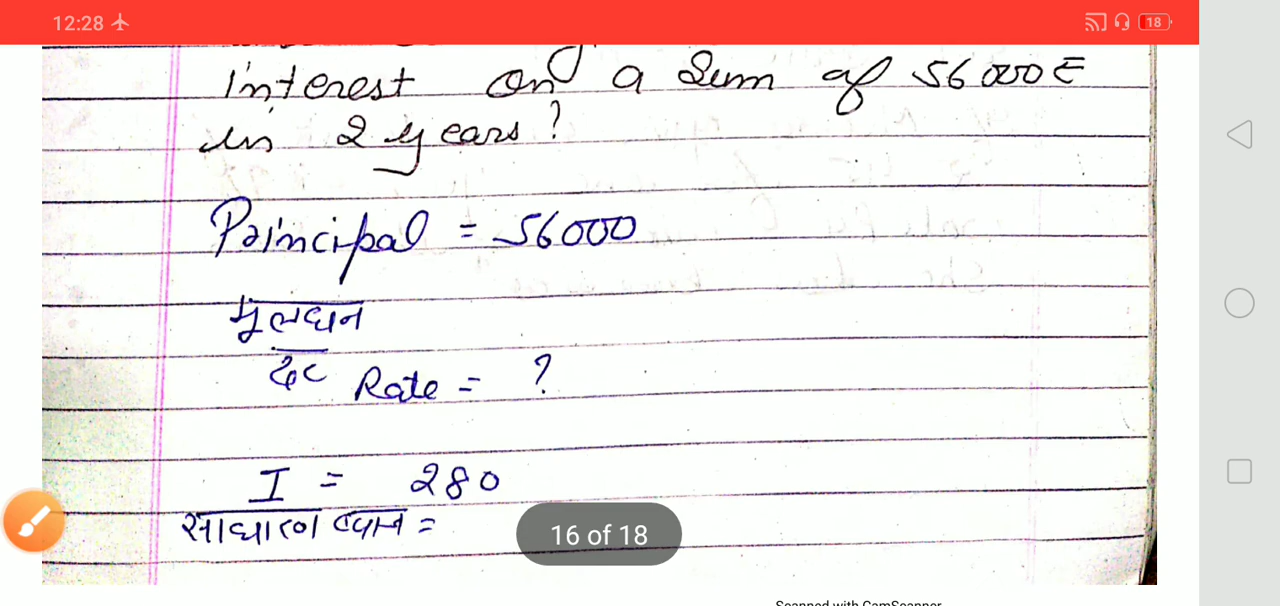 12:28
18
interest on a Sum of 56000₹
in 2 years?
Principal = 56000
मूलधन
दर Rate = ?
I = 280
साधारण ब्याज =
16 of 18
Scanned with CamScanner